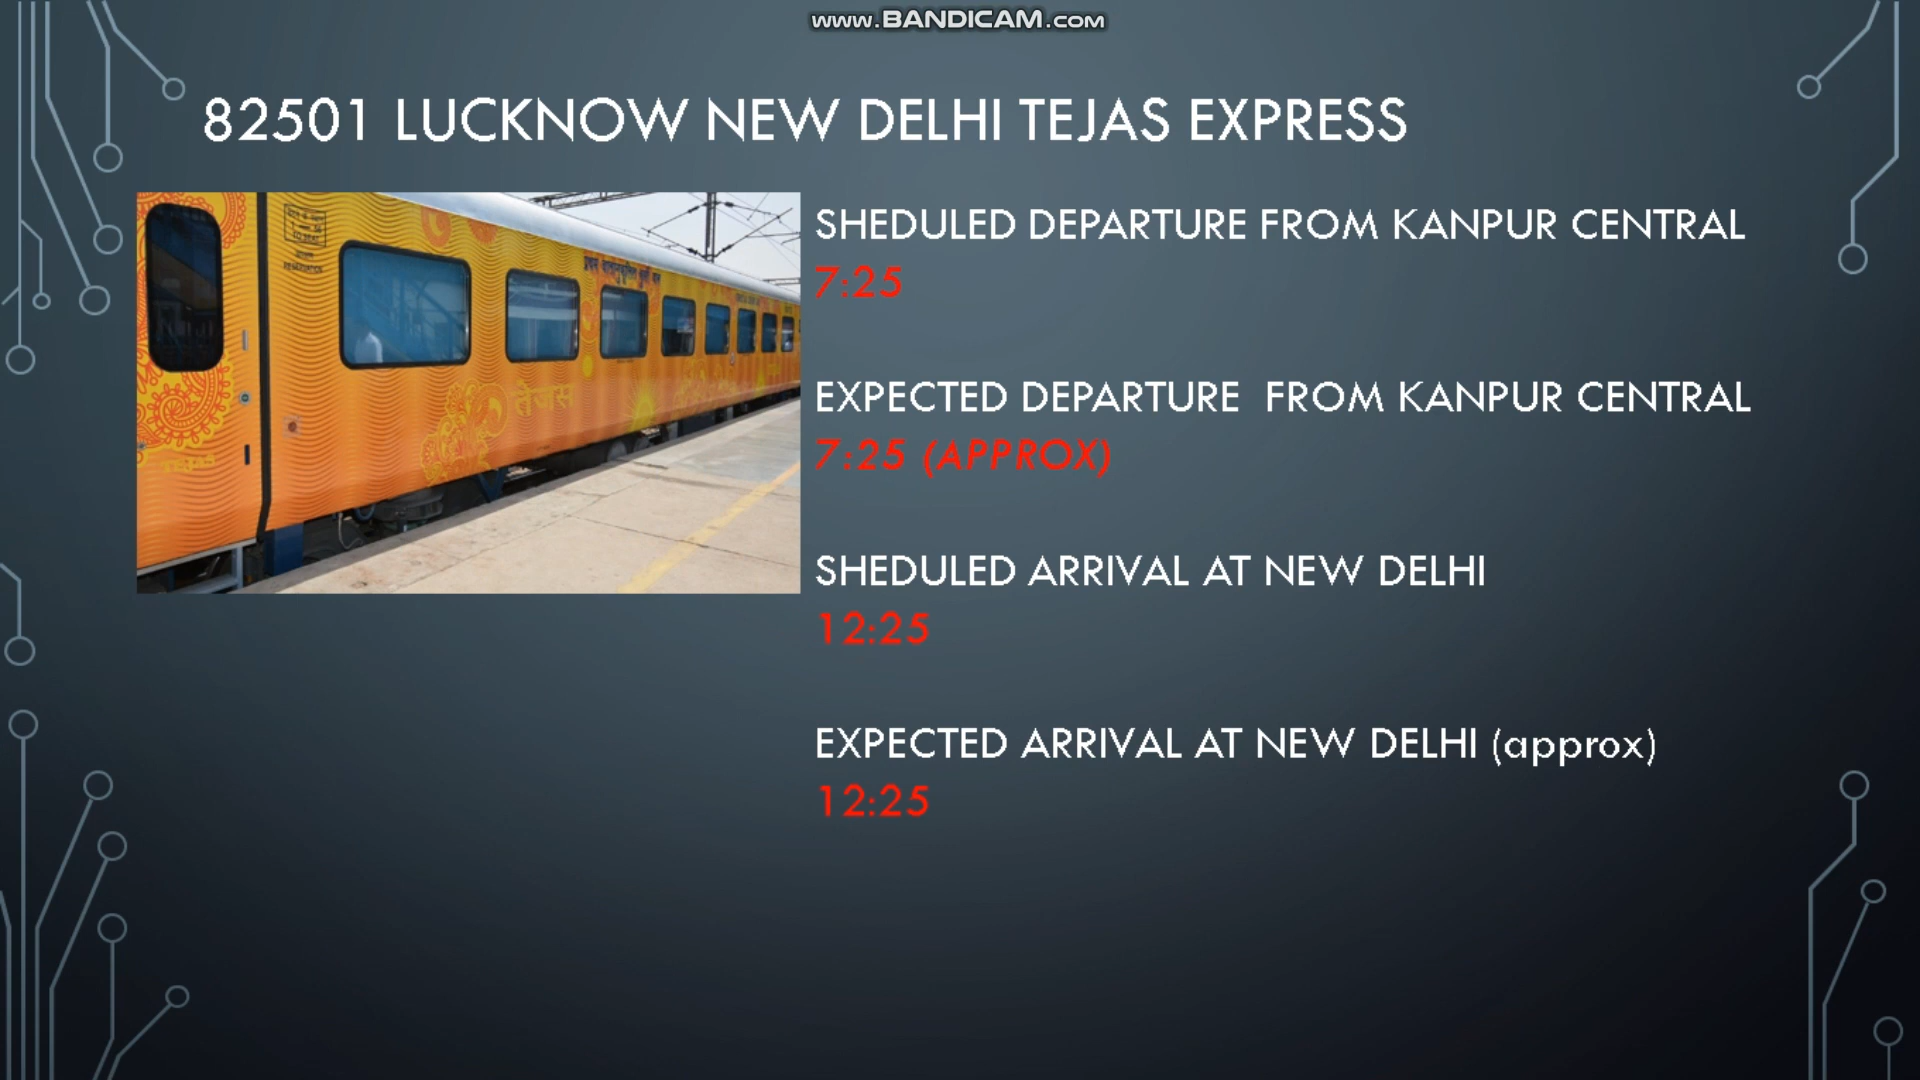 www.BANDICAM.com
82501 LUCKNOW NEW DELHI TEJAS EXPRESS
SHEDULED DEPARTURE FROM KANPUR CENTRAL
7:25
EXPECTED DEPARTURE FROM KANPUR CENTRAL
7:25 (APPROX)
SHEDULED ARRIVAL AT NEW DELHI
12:25
EXPECTED ARRIVAL AT NEW DELHI (approx)
12:25
तेजस
TEJAS